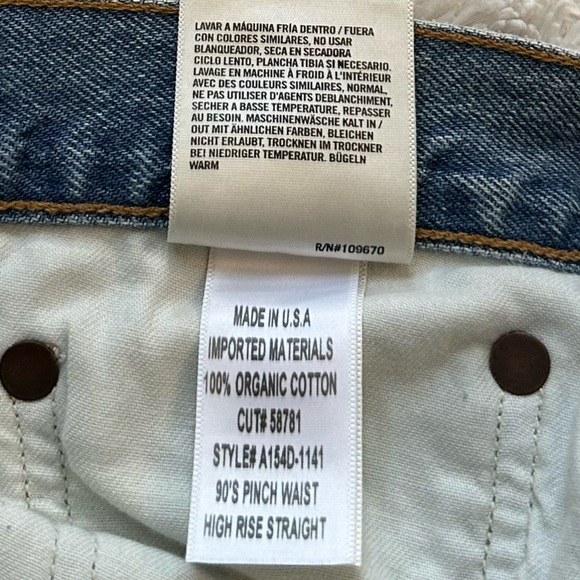 LAVAR A MÁQUINA FRÍA DENTRO / FUERA
CON COLORES SIMILARES, NO USAR
BLANQUEADOR, SECA EN SECADORA
CICLO LENTO, PLANCHA TIBIA SI NECESARIO.
LAVAGE EN MACHINE À FROID À L'INTÉRIEUR
AVEC DES COULEURS SIMILAIRES, NORMAL,
NE PAS UTILISER D'AGENTS DEBLANCHIMENT,
SECHER A BASSE TEMPERATURE, REPASSER
AU BESOIN. MASCHINENWÄSCHE KALT IN /
OUT MIT ÄHNLICHEN FARBEN, BLEICHEN
NICHT ERLAUBT, TROCKNEN IM TROCKNER
BEI NIEDRIGER TEMPERATUR. BÜGELN
WARM
R/N#109670
MADE IN U.S.A
IMPORTED MATERIALS
100% ORGANIC COTTON
CUT# 58781
STYLE# A154D-1141
90'S PINCH WAIST
HIGH RISE STRAIGHT